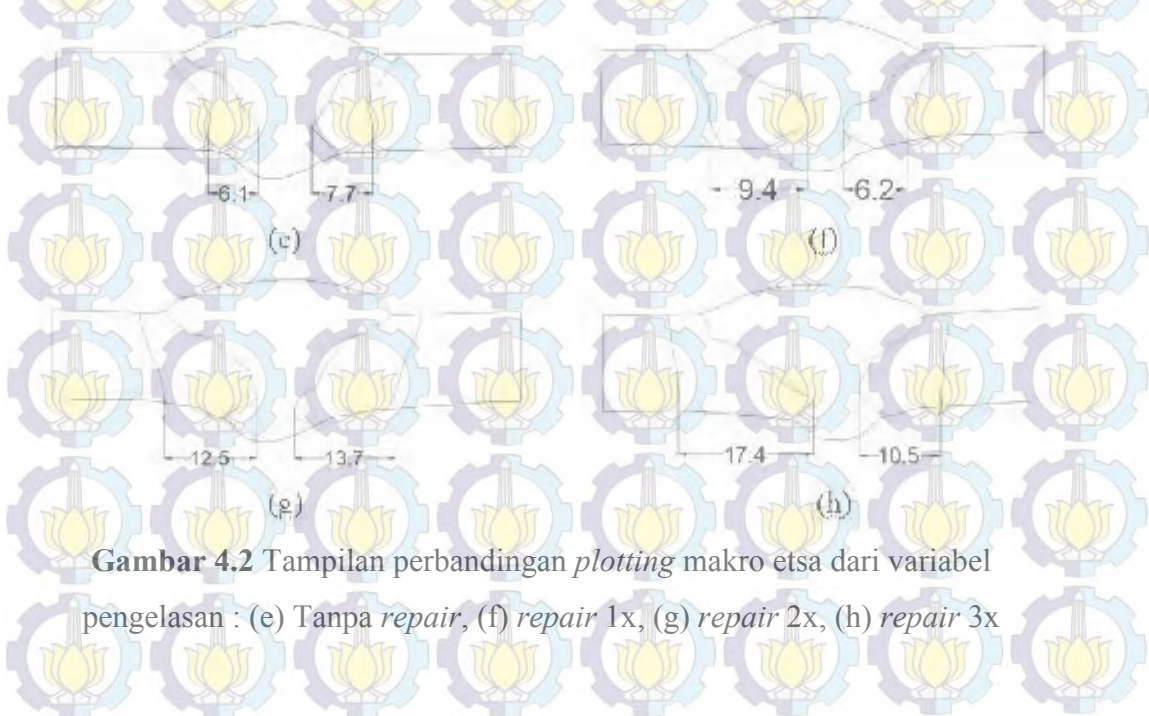 6.1 7.7
9.4 6.2
(e)
(f)
12.5 13.7
17.4 10.5
(g)
(h)
Gambar 4.2 Tampilan perbandingan plotting makro etsa dari variabel
pengelasan : (e) Tanpa repair, (f) repair 1x, (g) repair 2x, (h) repair 3x